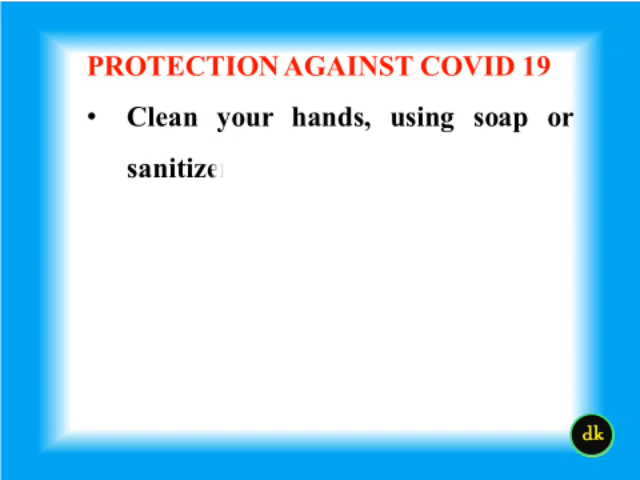 PROTECTION AGAINST COVID 19
• Clean your hands, using soap or
sanitize
dk